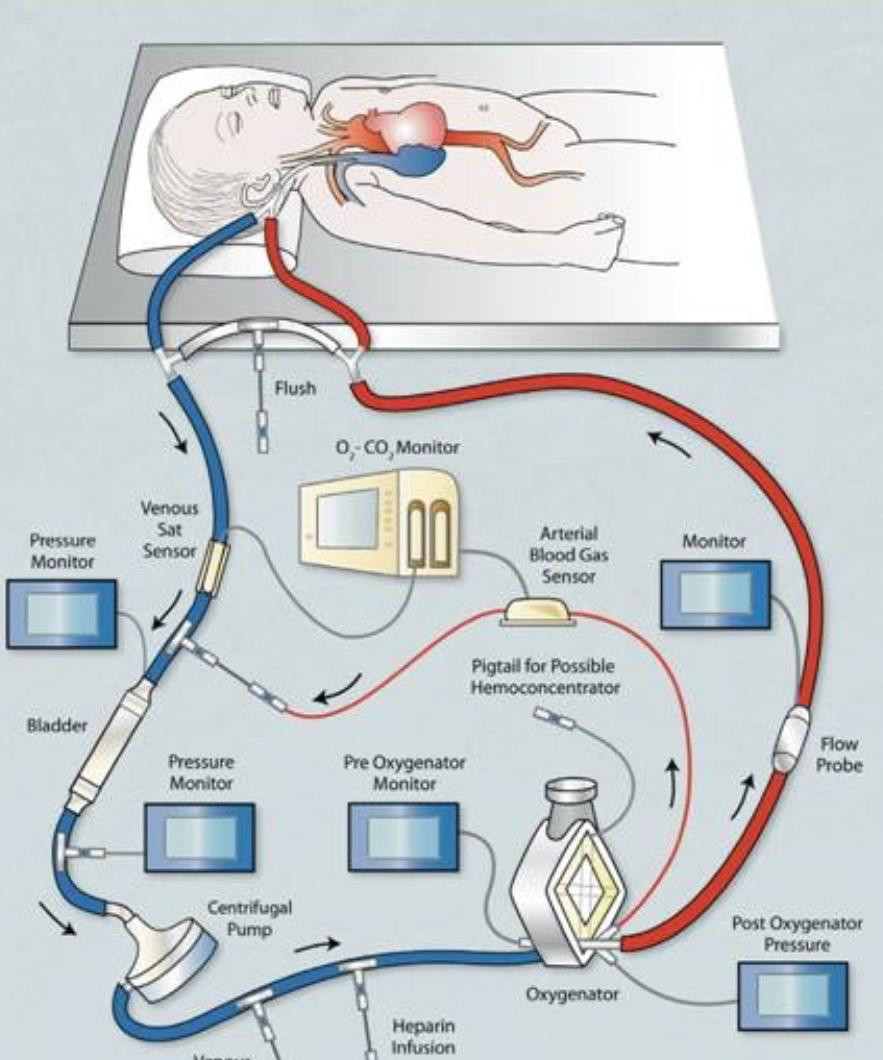 Flush
O₂- CO₂ Monitor
Venous
Sat
Sensor
Pressure
Monitor
Arterial
Blood Gas
Sensor
Monitor
Pigtail for Possible
Hemoconcentrator
Bladder
Flow
Probe
Pressure
Monitor
Pre Oxygenator
Monitor
Centrifugal
Pump
Post Oxygenator
Pressure
Oxygenator
Heparin
Infusion
Venous